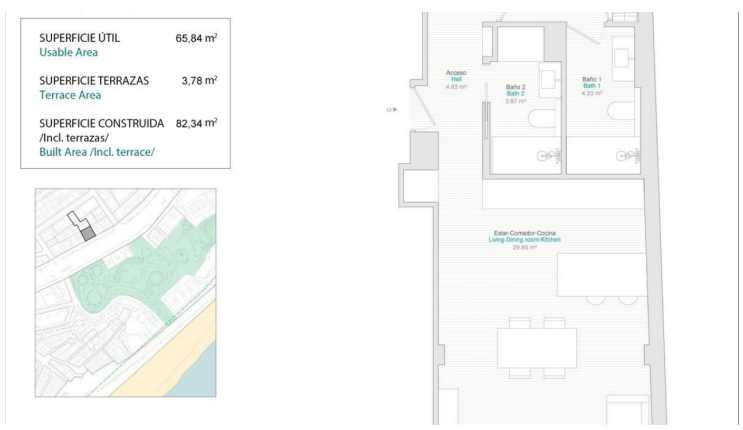 SUPERFICIE ÚTIL 65,84 m²
Usable Area
SUPERFICIE TERRAZAS 3,78 m²
Terrace Area
SUPERFICIE CONSTRUIDA 82,34 m²
/Incl. terrazas/
Built Area /Incl. terrace/
Acceso
Hall
4.63 m²
Baño 2
Bath 2
3.87 m²
Baño 1
Bath 1
4.33 m²
Estar-Comedor-Cocina
Living-Dining room-Kitchen
29.65 m²